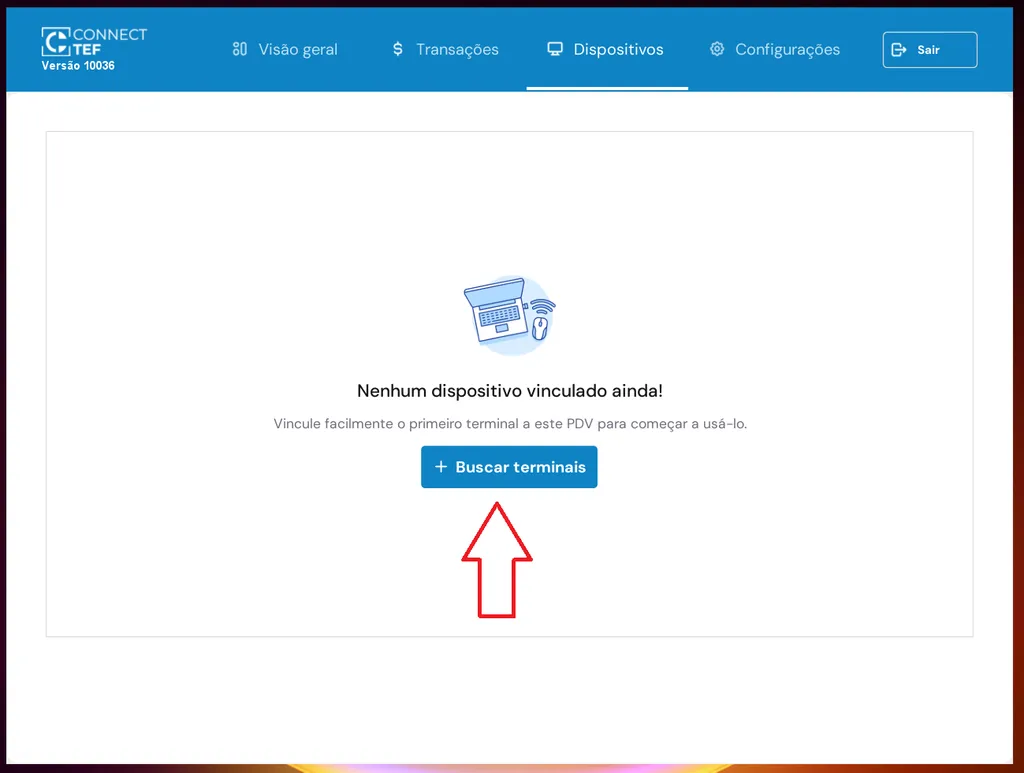 CONNECT
TEF
Versão 10036
Visão geral
$ Transações
Dispositivos
Configurações
Sair
Nenhum dispositivo vinculado ainda!
Vincule facilmente o primeiro terminal a este PDV para começar a usá-lo.
+ Buscar terminais